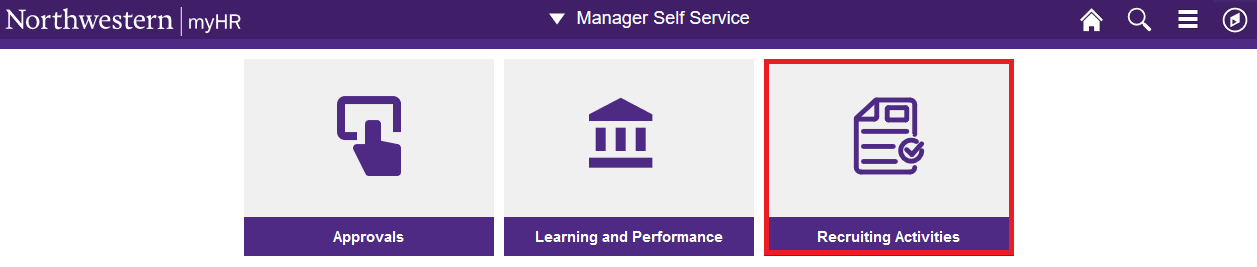 Northwestern | myHR
Manager Self Service
Approvals
Learning and Performance
Recruiting Activities